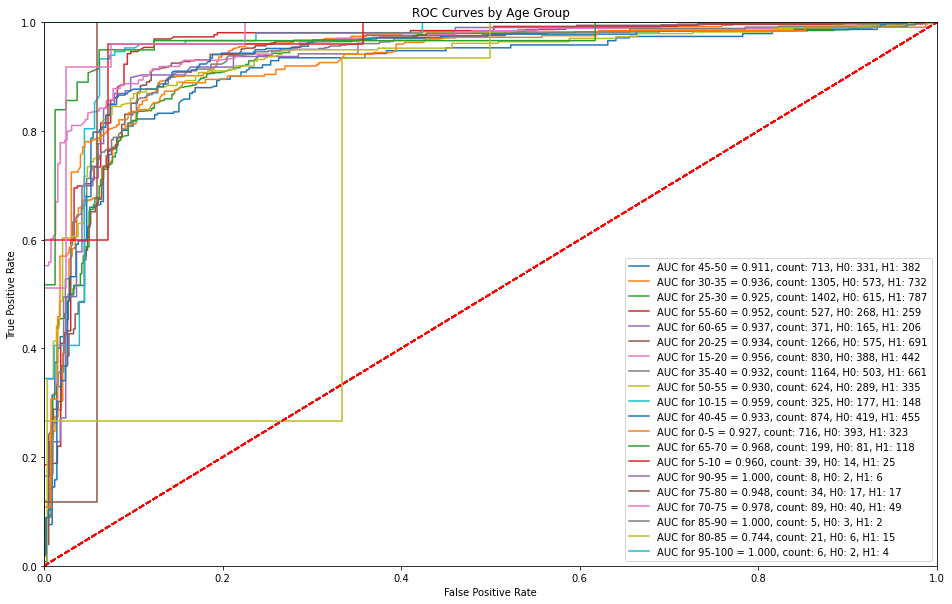 ROC Curves by Age Group
1.0
0.8
0.6
0.4
0.2
0.0
True Positive Rate
AUC for 45-50 = 0.911, count: 713, H0: 331, H1: 382
AUC for 30-35 = 0.936, count: 1305, H0: 573, H1: 732
AUC for 25-30 = 0.925, count: 1402, H0: 615, H1: 787
AUC for 55-60 = 0.952, count: 527, H0: 268, H1: 259
AUC for 60-65 = 0.937, count: 371, H0: 165, H1: 206
AUC for 20-25 = 0.934, count: 1266, H0: 575, H1: 691
AUC for 15-20 = 0.956, count: 830, H0: 388, H1: 442
AUC for 35-40 = 0.932, count: 1164, H0: 503, H1: 661
AUC for 50-55 = 0.930, count: 624, H0: 289, H1: 335
AUC for 10-15 = 0.959, count: 325, H0: 177, H1: 148
AUC for 40-45 = 0.933, count: 874, H0: 419, H1: 455
AUC for 0-5 = 0.927, count: 716, H0: 393, H1: 323
AUC for 65-70 = 0.968, count: 199, H0: 81, H1: 118
AUC for 5-10 = 0.960, count: 39, H0: 14, H1: 25
AUC for 90-95 = 1.000, count: 8, H0: 2, H1: 6
AUC for 75-80 = 0.948, count: 34, H0: 17, H1: 17
AUC for 70-75 = 0.978, count: 89, H0: 40, H1: 49
AUC for 85-90 = 1.000, count: 5, H0: 3, H1: 2
AUC for 80-85 = 0.744, count: 21, H0: 6, H1: 15
AUC for 95-100 = 1.000, count: 6, H0: 2, H1: 4
0.0 0.2 0.4 0.6 0.8 1.0
False Positive Rate